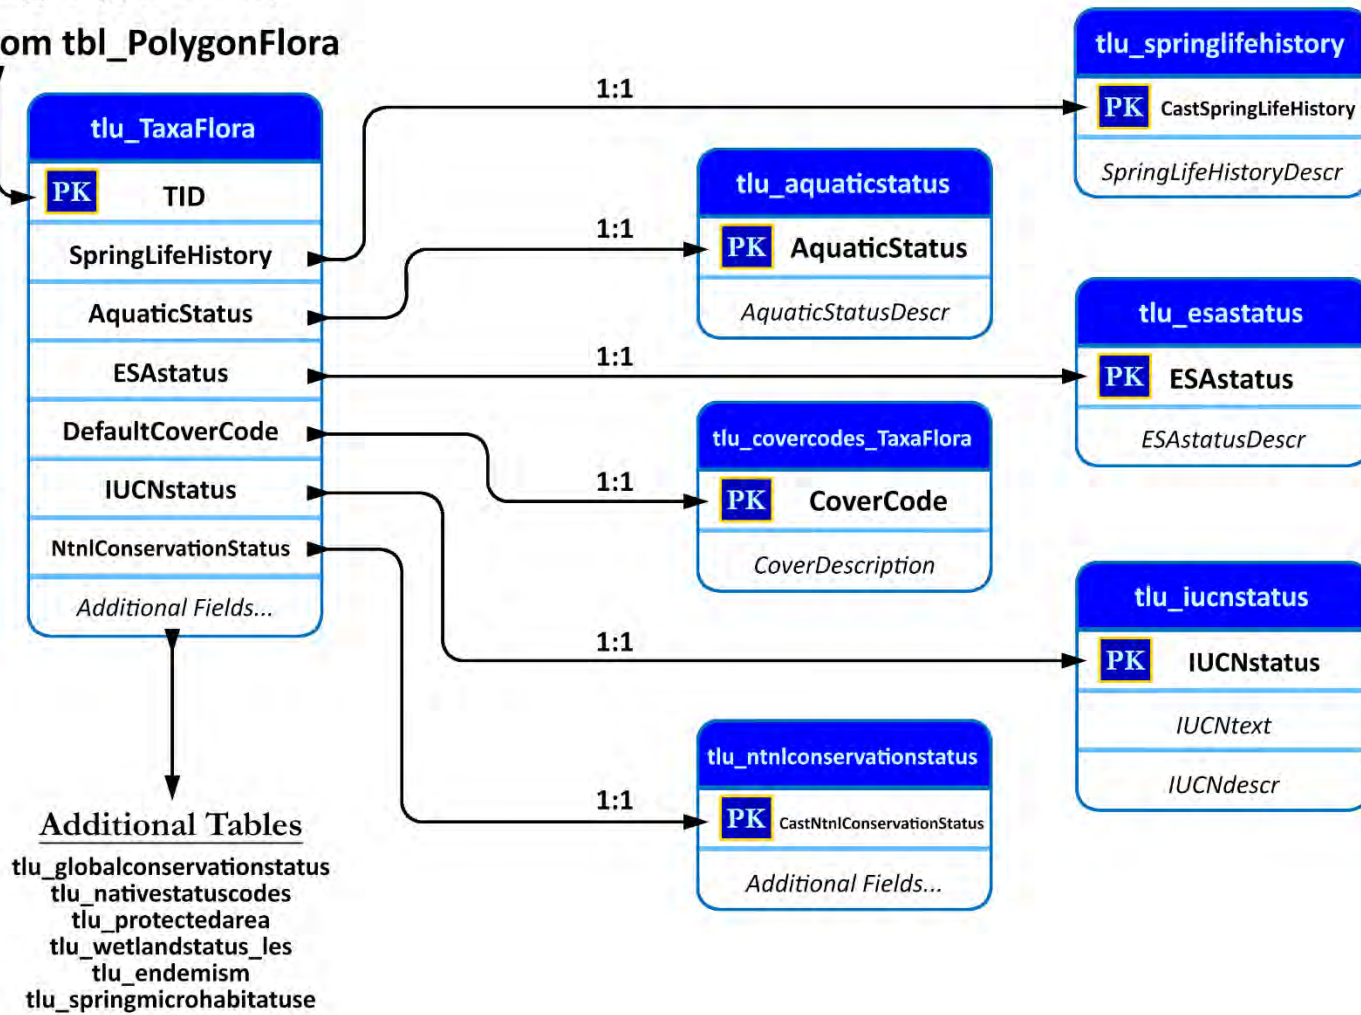 om tbl_PolygonFlora
tlu_TaxaFlora
PK TID
SpringLifeHistory
AquaticStatus
ESAstatus
DefaultCoverCode
IUCNstatus
NtnlConservationStatus
Additional Fields...
Additional Tables
tlu_globalconservationstatus
tlu_nativestatuscodes
tlu_protectedarea
tlu_wetlandstatus_les
tlu_endemism
tlu_springmicrohabitatuse
1:1
1:1
1:1
1:1
1:1
1:1
tlu_aquaticstatus
PK AquaticStatus
AquaticStatusDescr
tlu_covercodes_TaxaFlora
PK CoverCode
CoverDescription
tlu_ntnlconservationstatus
PK CastNtnlConservationStatus
Additional Fields...
tlu_springlifehistory
PK CastSpringLifeHistory
SpringLifeHistoryDescr
tlu_esastatus
PK ESAstatus
ESAstatusDescr
tlu_iucnstatus
PK IUCNstatus
IUCNtext
IUCNdescr